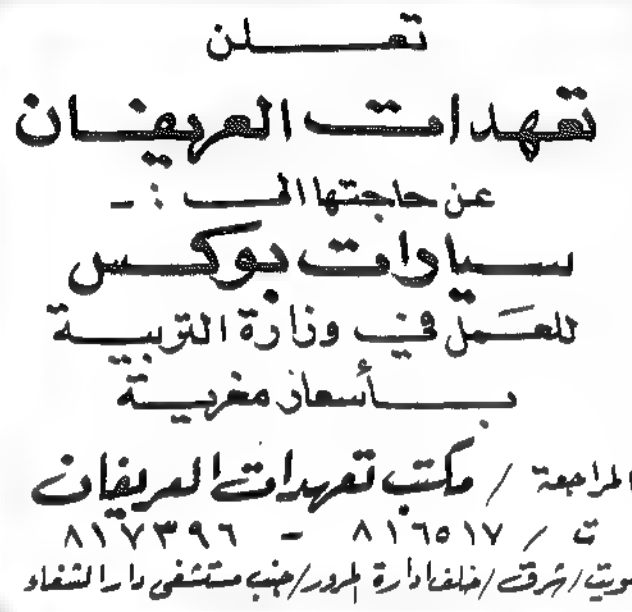 تعلن
تعهدات العريفان
عن حاجتها الى : -
سيارات بوكس
للعمل في وزارة التربية
بأسعار مغرية
المراجعة / مكتب تعهدات العريفان
ت / ٨١٦٥١٧ - ٨١٧٣٩٦
شرق / خلف ادارة المرور / جنب مستشفى دار الشفاء